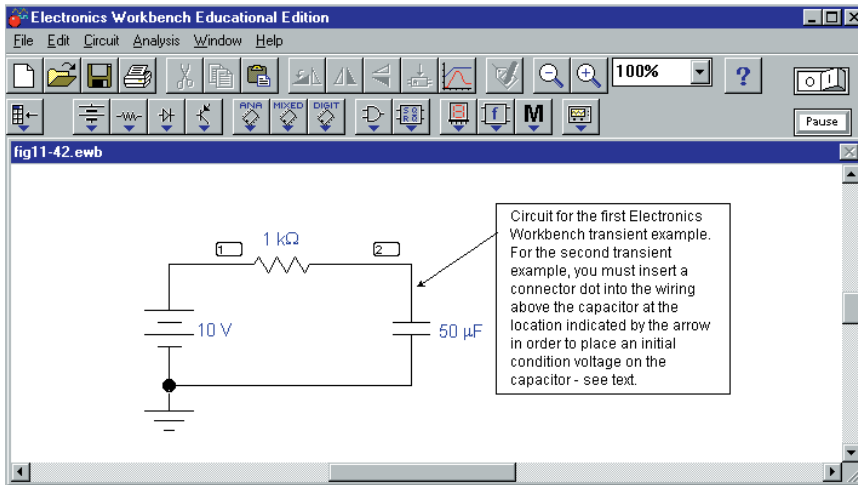 Electronics Workbench Educational Edition
File Edit Circuit Analysis Window Help
100%
?
ANA
MIXED
DIGIT
f
M
Pause
fig11-42.ewb
1
1 kΩ
2
10 V
50 µF
Circuit for the first Electronics
Workbench transient example.
For the second transient
example, you must insert a
connector dot into the wiring
above the capacitor at the
location indicated by the arrow
in order to place an initial
condition voltage on the
capacitor - see text.